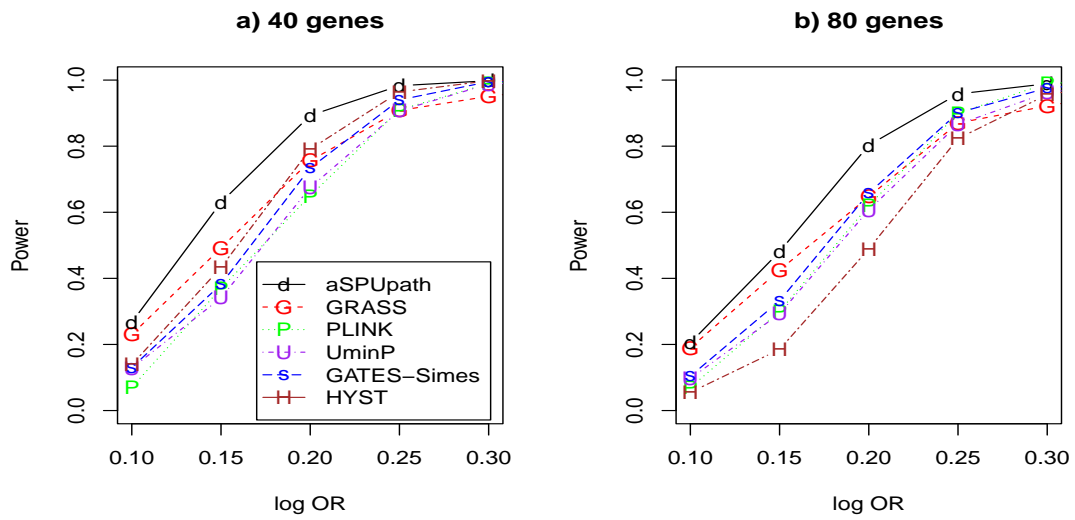 a) 40 genes
Power
1.0
0.8
0.6
0.4
0.2
0.0
d
d
d
d
d
G
G
G
G
G
P
P
P
P
P
U
U
U
U
U
s
s
s
s
s
H
H
H
H
H
d aSPUpath
G GRASS
P PLINK
U UminP
s GATES−Simes
H HYST
0.10 0.15 0.20 0.25 0.30
log OR
b) 80 genes
Power
1.0
0.8
0.6
0.4
0.2
0.0
d
d
d
d
d
G
G
G
G
G
P
P
P
P
P
U
U
U
U
U
s
s
s
s
s
H
H
H
H
H
0.10 0.15 0.20 0.25 0.30
log OR